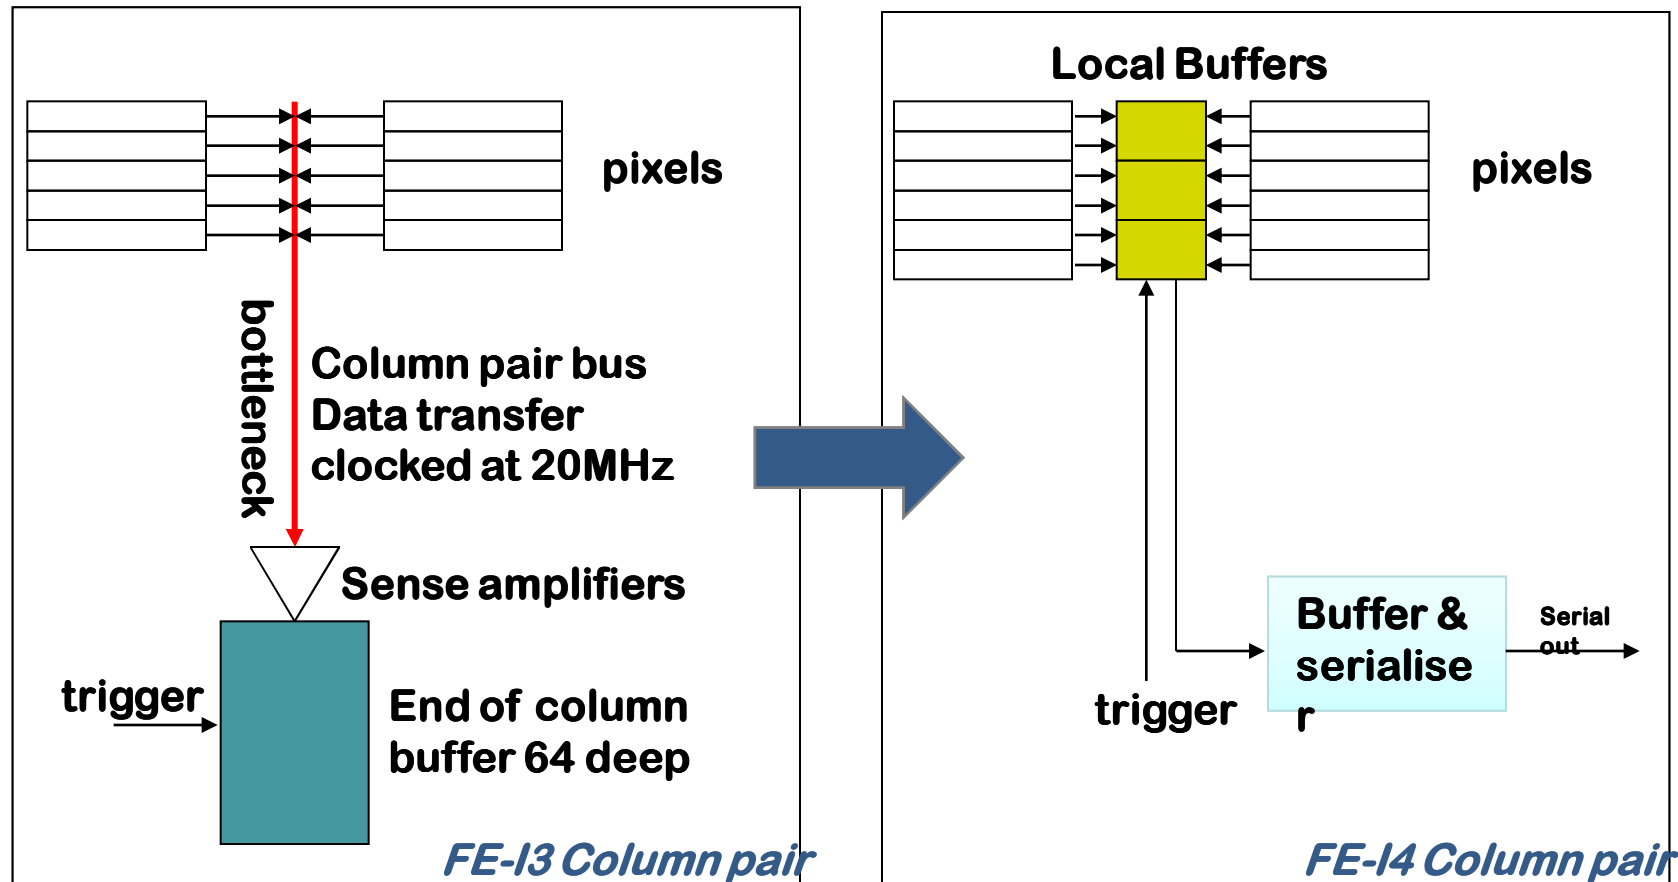 pixels
bottleneck
Column pair bus
Data transfer
clocked at 20MHz
Sense amplifiers
trigger
End of column
buffer 64 deep
FE-I3 Column pair
Local Buffers
pixels
Buffer &
serialise
r
Serial
out
trigger
FE-I4 Column pair